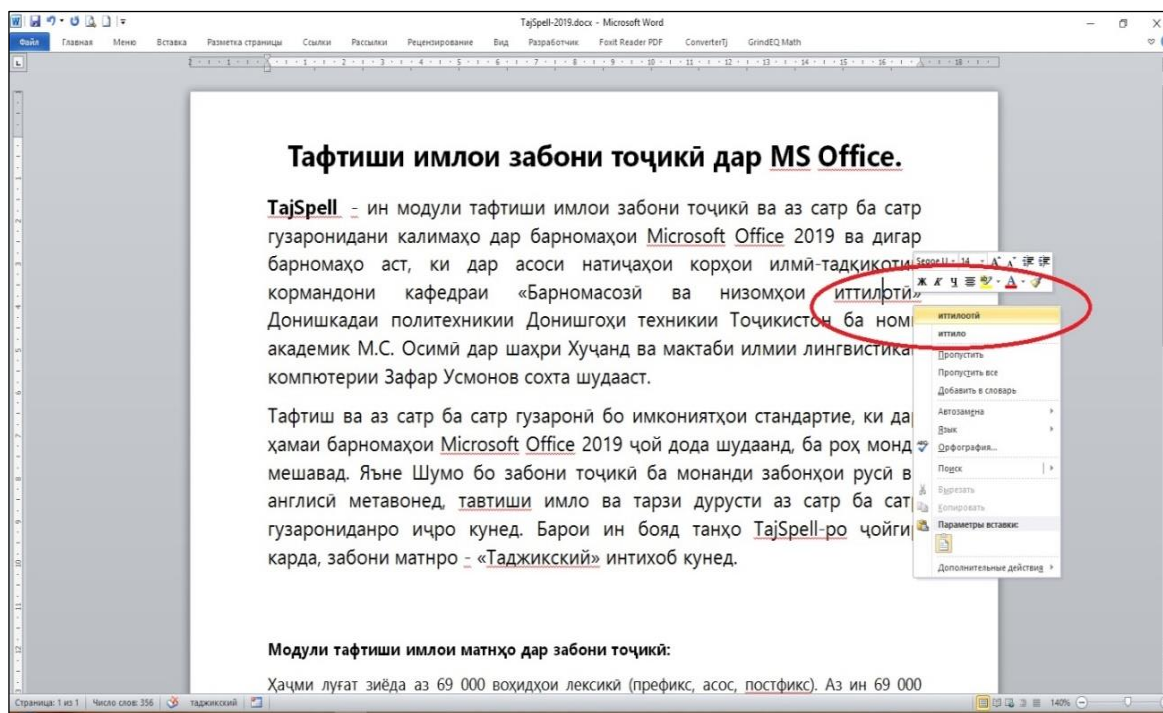 TajSpell-2019.docx - Microsoft Word
Файл Главная Меню Вставка Разметка страницы Ссылки Рассылки Рецензирование Вид Разработчик Foxit Reader PDF ConverterTJ GrindEQ Math
Тафтиши имлои забони тоҷикӣ дар MS Office.
TajSpell - ин модули тафтиши имлои забони тоҷикӣ ва аз сатр ба сатр
гузаронидани калимаҳо дар барномаҳои Microsoft Office 2019 ва дигар
барномаҳо аст, ки дар асоси натиҷаҳои корҳои илмӣ-тадқиқоти
кормандони кафедраи «Барномасозӣ ва низомҳои иттилотӣ»
Донишкадаи политехникии Донишгоҳи техникии Тоҷикистон ба номи
академик М.С. Осимӣ дар шаҳри Хуҷанд ва мактаби илмии лингвистика
компютерии Зафар Усмонов сохта шудааст.
Тафтиш ва аз сатр ба сатр гузаронӣ бо имкониятҳои стандартие, ки да
ҳамаи барномаҳои Microsoft Office 2019 ҷой дода шудаанд, ба роҳ монд
мешавад. Яъне Шумо бо забони тоҷикӣ ба монанди забонҳои русӣ в
англисӣ метавонед, тавтиши имло ва тарзи дурусти аз сатр ба сат
гузарониданро иҷро кунед. Барои ин бояд танҳо TajSpell-ро ҷойги
карда, забони матнро - «Таджикский» интихоб кунед.
Модули тафтиши имлои матнҳо дар забони тоҷикӣ:
Ҳаҷми луғат зиёда аз 69 000 воҳидҳои лексикӣ (префикс, асос, постфикс). Аз ин 69 000
Segoe U 14
Ж К Ч
иттилоотӣ
иттило
Пропустить
Пропустить все
Добавить в словарь
Автозамена
Язык
Орфография...
Поиск
Вырезать
Копировать
Параметры вставки:
Дополнительные действия
Страница: 1 из 1 Число слов: 356 таджикский 140%